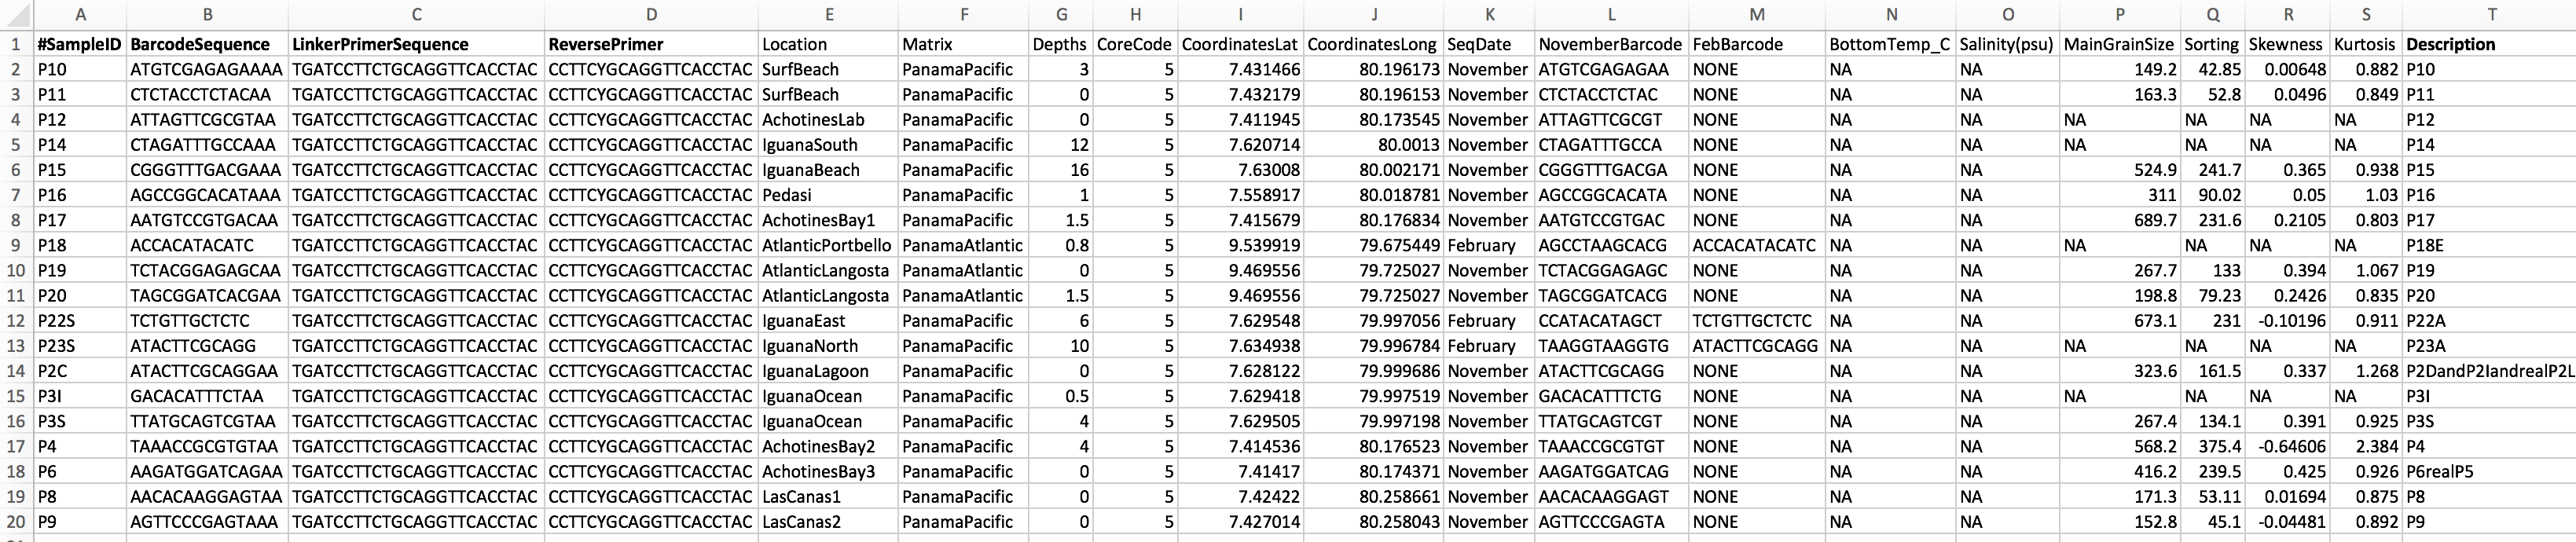 A B C D E F G H I J K L M N O P Q R S T
1 #SampleID BarcodeSequence LinkerPrimerSequence ReversePrimer Location Matrix Depths CoreCode CoordinatesLat CoordinatesLong SeqDate NovemberBarcode FebBarcode BottomTemp_C Salinity(psu) MainGrainSize Sorting Skewness Kurtosis Description
2 P10 ATGTCGAGAGAAAA TGATCCTTCTGCAGGTTCACCTAC CCTTCYGCAGGTTCACCTAC SurfBeach PanamaPacific 3 5 7.431466 80.196173 November ATGTCGAGAGAA NONE NA NA 149.2 42.85 0.00648 0.882 P10
3 P11 CTCTACCTCTACAA TGATCCTTCTGCAGGTTCACCTAC CCTTCYGCAGGTTCACCTAC SurfBeach PanamaPacific 0 5 7.432179 80.196153 November CTCTACCTCTAC NONE NA NA 163.3 52.8 0.0496 0.849 P11
4 P12 ATTAGTTCGCGTAA TGATCCTTCTGCAGGTTCACCTAC CCTTCYGCAGGTTCACCTAC AchotinesLab PanamaPacific 0 5 7.411945 80.173545 November ATTAGTTCGCGT NONE NA NA NA NA NA NA P12
5 P14 CTAGATTTGCCAAA TGATCCTTCTGCAGGTTCACCTAC CCTTCYGCAGGTTCACCTAC IguanaSouth PanamaPacific 12 5 7.620714 80.0013 November CTAGATTTGCCA NONE NA NA NA NA NA NA P14
6 P15 CGGGTTTGACGAAA TGATCCTTCTGCAGGTTCACCTAC CCTTCYGCAGGTTCACCTAC IguanaBeach PanamaPacific 16 5 7.63008 80.002171 November CGGGTTTGACGA NONE NA NA 524.9 241.7 0.365 0.938 P15
7 P16 AGCCGGCACATAAA TGATCCTTCTGCAGGTTCACCTAC CCTTCYGCAGGTTCACCTAC Pedasi PanamaPacific 1 5 7.558917 80.018781 November AGCCGGCACATA NONE NA NA 311 90.02 0.05 1.03 P16
8 P17 AATGTCCGTGACAA TGATCCTTCTGCAGGTTCACCTAC CCTTCYGCAGGTTCACCTAC AchotinesBay1 PanamaPacific 1.5 5 7.415679 80.176834 November AATGTCCGTGAC NONE NA NA 689.7 231.6 0.2105 0.803 P17
9 P18 ACCACATACATC TGATCCTTCTGCAGGTTCACCTAC CCTTCYGCAGGTTCACCTAC AtlanticPortbello PanamaAtlantic 0.8 5 9.539919 79.675449 February AGCCTAAGCACG ACCACATACATC NA NA NA NA NA NA P18E
10 P19 TCTACGGAGAGCAA TGATCCTTCTGCAGGTTCACCTAC CCTTCYGCAGGTTCACCTAC AtlanticLangosta PanamaAtlantic 0 5 9.469556 79.725027 November TCTACGGAGAGC NONE NA NA 267.7 133 0.394 1.067 P19
11 P20 TAGCGGATCACGAA TGATCCTTCTGCAGGTTCACCTAC CCTTCYGCAGGTTCACCTAC AtlanticLangosta PanamaAtlantic 1.5 5 9.469556 79.725027 November TAGCGGATCACG NONE NA NA 198.8 79.23 0.2426 0.835 P20
12 P22S TCTGTTGCTCTC TGATCCTTCTGCAGGTTCACCTAC CCTTCYGCAGGTTCACCTAC IguanaEast PanamaPacific 6 5 7.629548 79.997056 February CCATACATAGCT TCTGTTGCTCTC NA NA 673.1 231 -0.10196 0.911 P22A
13 P23S ATACTTCGCAGG TGATCCTTCTGCAGGTTCACCTAC CCTTCYGCAGGTTCACCTAC IguanaNorth PanamaPacific 10 5 7.634938 79.996784 February TAAGGTAAGGTG ATACTTCGCAGG NA NA NA NA NA NA P23A
14 P2C ATACTTCGCAGGAA TGATCCTTCTGCAGGTTCACCTAC CCTTCYGCAGGTTCACCTAC IguanaLagoon PanamaPacific 0 5 7.628122 79.999686 November ATACTTCGCAGG NONE NA NA 323.6 161.5 0.337 1.268 P2DandP2IandrealP2L
15 P3I GACACATTTCTAA TGATCCTTCTGCAGGTTCACCTAC CCTTCYGCAGGTTCACCTAC IguanaOcean PanamaPacific 0.5 5 7.629418 79.997519 November GACACATTTCTG NONE NA NA NA NA NA NA P3I
16 P3S TTATGCAGTCGTAA TGATCCTTCTGCAGGTTCACCTAC CCTTCYGCAGGTTCACCTAC IguanaOcean PanamaPacific 4 5 7.629505 79.997198 November TTATGCAGTCGT NONE NA NA 267.4 134.1 0.391 0.925 P3S
17 P4 TAAACCGCGTGTAA TGATCCTTCTGCAGGTTCACCTAC CCTTCYGCAGGTTCACCTAC AchotinesBay2 PanamaPacific 4 5 7.414536 80.176523 November TAAACCGCGTGT NONE NA NA 568.2 375.4 -0.64606 2.384 P4
18 P6 AAGATGGATCAGAA TGATCCTTCTGCAGGTTCACCTAC CCTTCYGCAGGTTCACCTAC AchotinesBay3 PanamaPacific 0 5 7.41417 80.174371 November AAGATGGATCAG NONE NA NA 416.2 239.5 0.425 0.926 P6realP5
19 P8 AACACAAGGAGTAA TGATCCTTCTGCAGGTTCACCTAC CCTTCYGCAGGTTCACCTAC LasCanas1 PanamaPacific 0 5 7.42422 80.258661 November AACACAAGGAGT NONE NA NA 171.3 53.11 0.01694 0.875 P8
20 P9 AGTTCCCGAGTAAA TGATCCTTCTGCAGGTTCACCTAC CCTTCYGCAGGTTCACCTAC LasCanas2 PanamaPacific 0 5 7.427014 80.258043 November AGTTCCCGAGTA NONE NA NA 152.8 45.1 -0.04481 0.892 P9